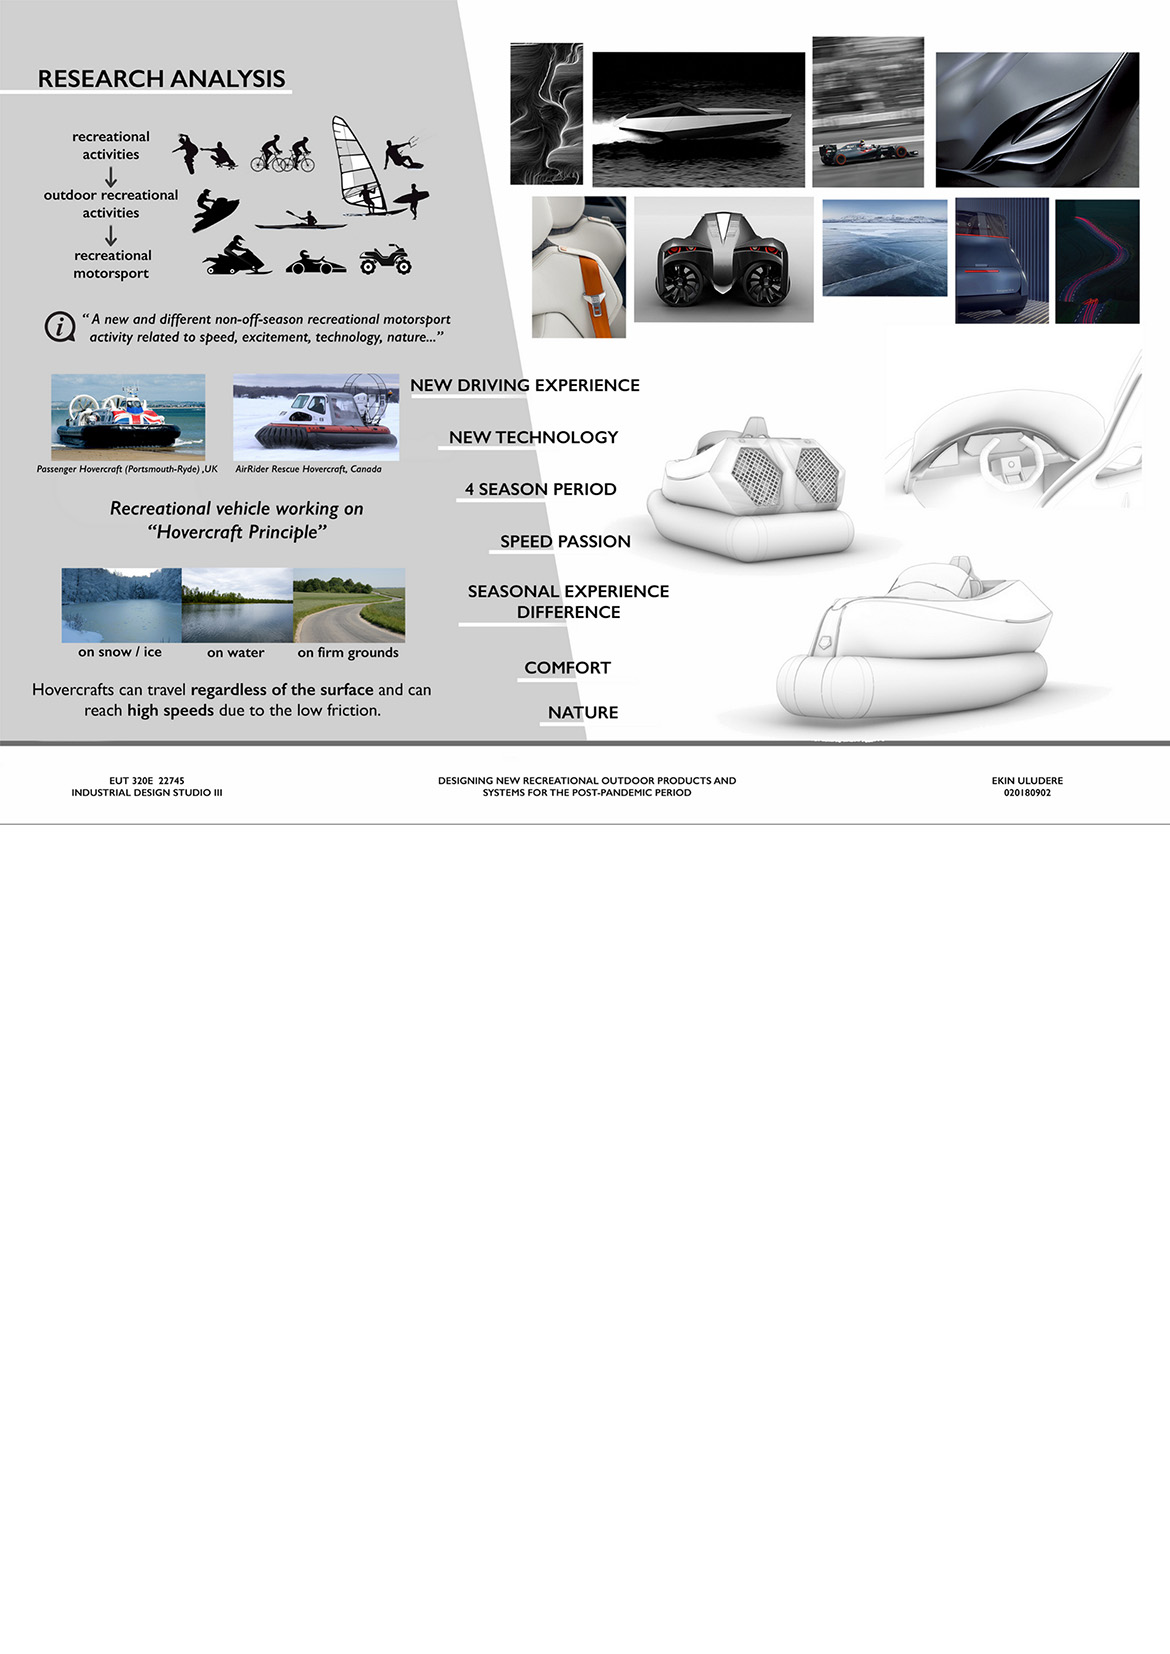 RESEARCH ANALYSIS
recreational
activities
outdoor recreational
activities
recreational
motorsport
“ A new and different non-off-season recreational motorsport
activity related to speed, excitement, technology, nature...”
Passenger Hovercraft (Portsmouth-Ryde) ,UK
AirRider Rescue Hovercraft, Canada
Recreational vehicle working on
“Hovercraft Principle”
on snow / ice
on water
on firm grounds
Hovercrafts can travel regardless of the surface and can
reach high speeds due to the low friction.
NEW DRIVING EXPERIENCE
NEW TECHNOLOGY
4 SEASON PERIOD
SPEED PASSION
SEASONAL EXPERIENCE
DIFFERENCE
COMFORT
NATURE
EUT 320E 22745
INDUSTRIAL DESIGN STUDIO III
DESIGNING NEW RECREATIONAL OUTDOOR PRODUCTS AND
SYSTEMS FOR THE POST-PANDEMIC PERIOD
EKIN ULUDERE
020180902